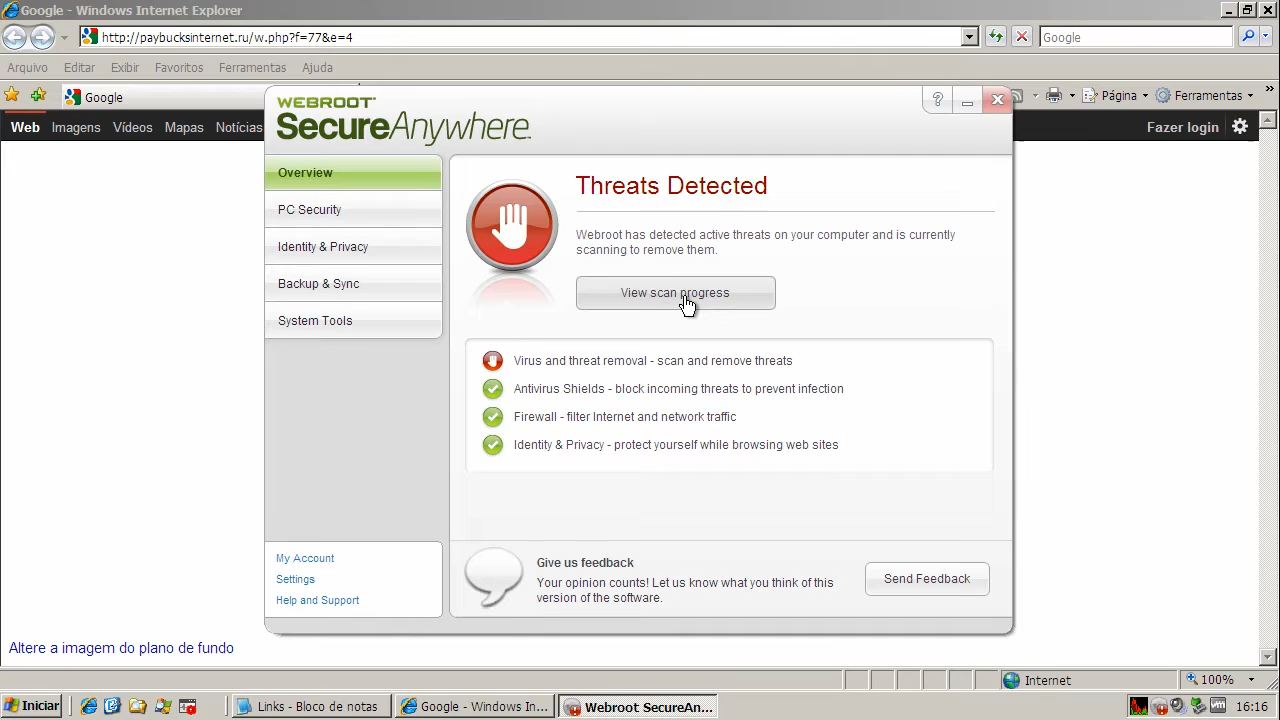 Google - Windows Internet Explorer
http://paybucksinternet.ru/w.php?f=77&e=4
Google
Arquivo Editar Exibir Favoritos Ferramentas Ajuda
Google
Página Ferramentas
Web Imagens Vídeos Mapas Notícias
Fazer login
WEBROOT
SecureAnywhere
Overview
PC Security
Identity & Privacy
Backup & Sync
System Tools
Threats Detected
Webroot has detected active threats on your computer and is currently
scanning to remove them.
View scan progress
Virus and threat removal - scan and remove threats
Antivirus Shields - block incoming threats to prevent infection
Firewall - filter Internet and network traffic
Identity & Privacy - protect yourself while browsing web sites
My Account
Settings
Help and Support
Give us feedback
Your opinion counts! Let us know what you think of this
version of the software.
Send Feedback
Altere a imagem do plano de fundo
Internet
100%
Iniciar
Links - Bloco de notas
Google - Windows In...
Webroot SecureAn...
16:16